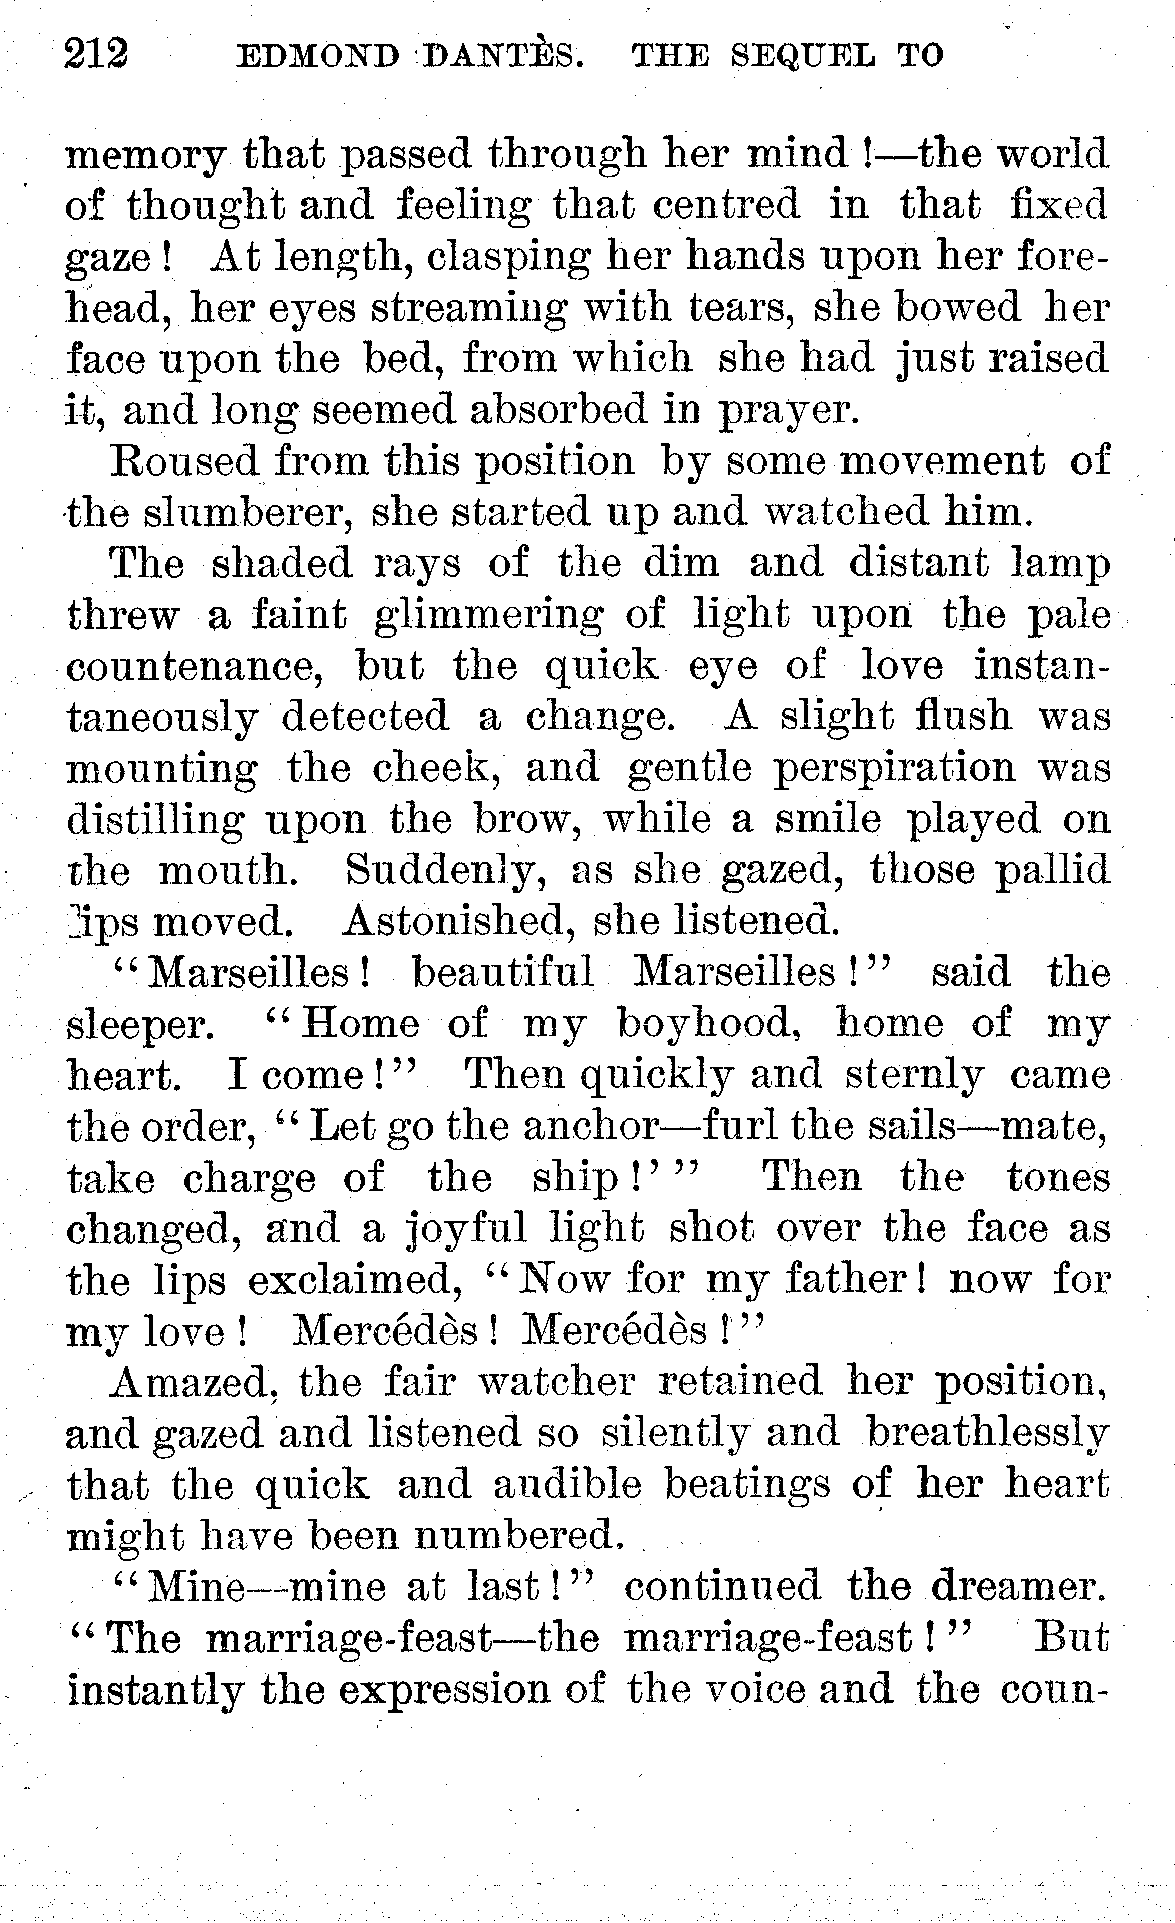 212 EDMOND DANTÈS. THE SEQUEL TO
memory that passed through her mind!—the world
of thought and feeling that centred in that fixed
gaze! At length, clasping her hands upon her fore-
head, her eyes streaming with tears, she bowed her
face upon the bed, from which she had just raised
it, and long seemed absorbed in prayer.
Roused from this position by some movement of
the slumberer, she started up and watched him.
The shaded rays of the dim and distant lamp
threw a faint glimmering of light upon the pale
countenance, but the quick eye of love instan-
taneously detected a change. A slight flush was
mounting the cheek, and gentle perspiration was
distilling upon the brow, while a smile played on
the mouth. Suddenly, as she gazed, those pallid
lips moved. Astonished, she listened.
"Marseilles! beautiful Marseilles!" said the
sleeper. "Home of my boyhood, home of my
heart. I come!" Then quickly and sternly came
the order, "Let go the anchor—furl the sails—mate,
take charge of the ship!'" Then the tones
changed, and a joyful light shot over the face as
the lips exclaimed, "Now for my father! now for
my love! Mercédès! Mercédès!"
Amazed, the fair watcher retained her position,
and gazed and listened so silently and breathlessly
that the quick and audible beatings of her heart
might have been numbered.
"Mine—mine at last!" continued the dreamer.
"The marriage-feast—the marriage-feast!" But
instantly the expression of the voice and the coun-